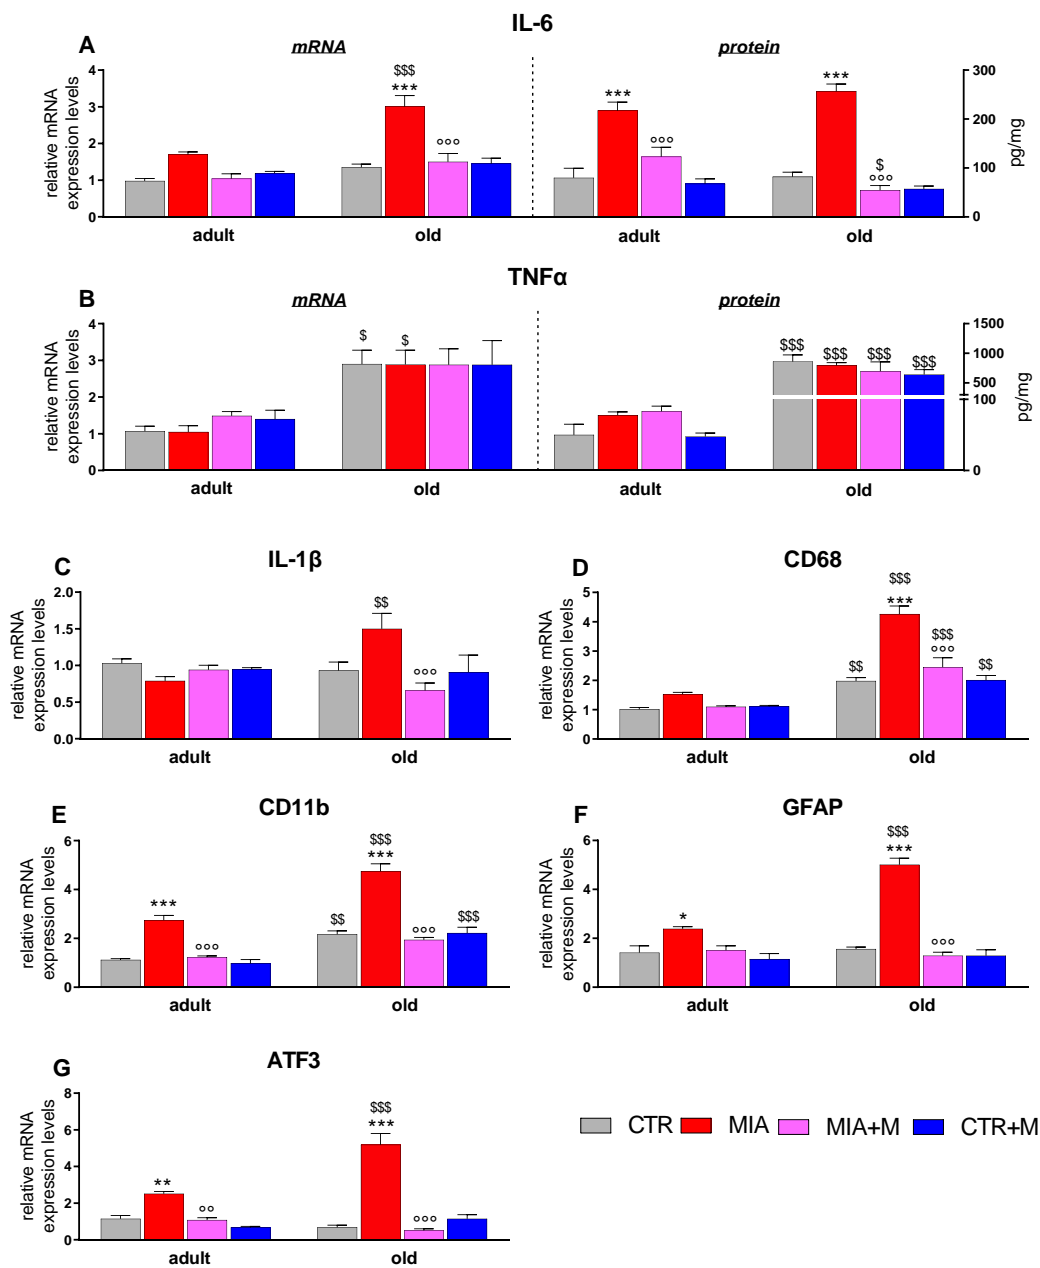 IL-6
A
mRNA
protein
relative mRNA
expression levels
4
3
2
1
0
$$$
***
°°°
***
°°°
***
$
°°°
300
200
100
0
pg/mg
adult
old
adult
old
TNFα
B
mRNA
protein
relative mRNA
expression levels
4
3
2
1
0
$
$
$$$
$$$
$$$
$$$
1500
1000
500
100
0
pg/mg
adult
old
adult
old
C
IL-1β
relative mRNA
expression levels
2.0
1.5
1.0
0.5
0.0
$$
°°°
adult
old
D
CD68
relative mRNA
expression levels
5
4
3
2
1
0
$$
$$$
***
$$$
°°°
$$
adult
old
E
CD11b
relative mRNA
expression levels
6
4
2
0
***
°°°
$$
$$$
***
°°°
$$$
adult
old
F
GFAP
relative mRNA
expression levels
6
4
2
0
*
$$$
***
°°°
adult
old
G
ATF3
relative mRNA
expression levels
8
6
4
2
0
**
°°
$$$
***
°°°
adult
old
CTR MIA MIA+M CTR+M